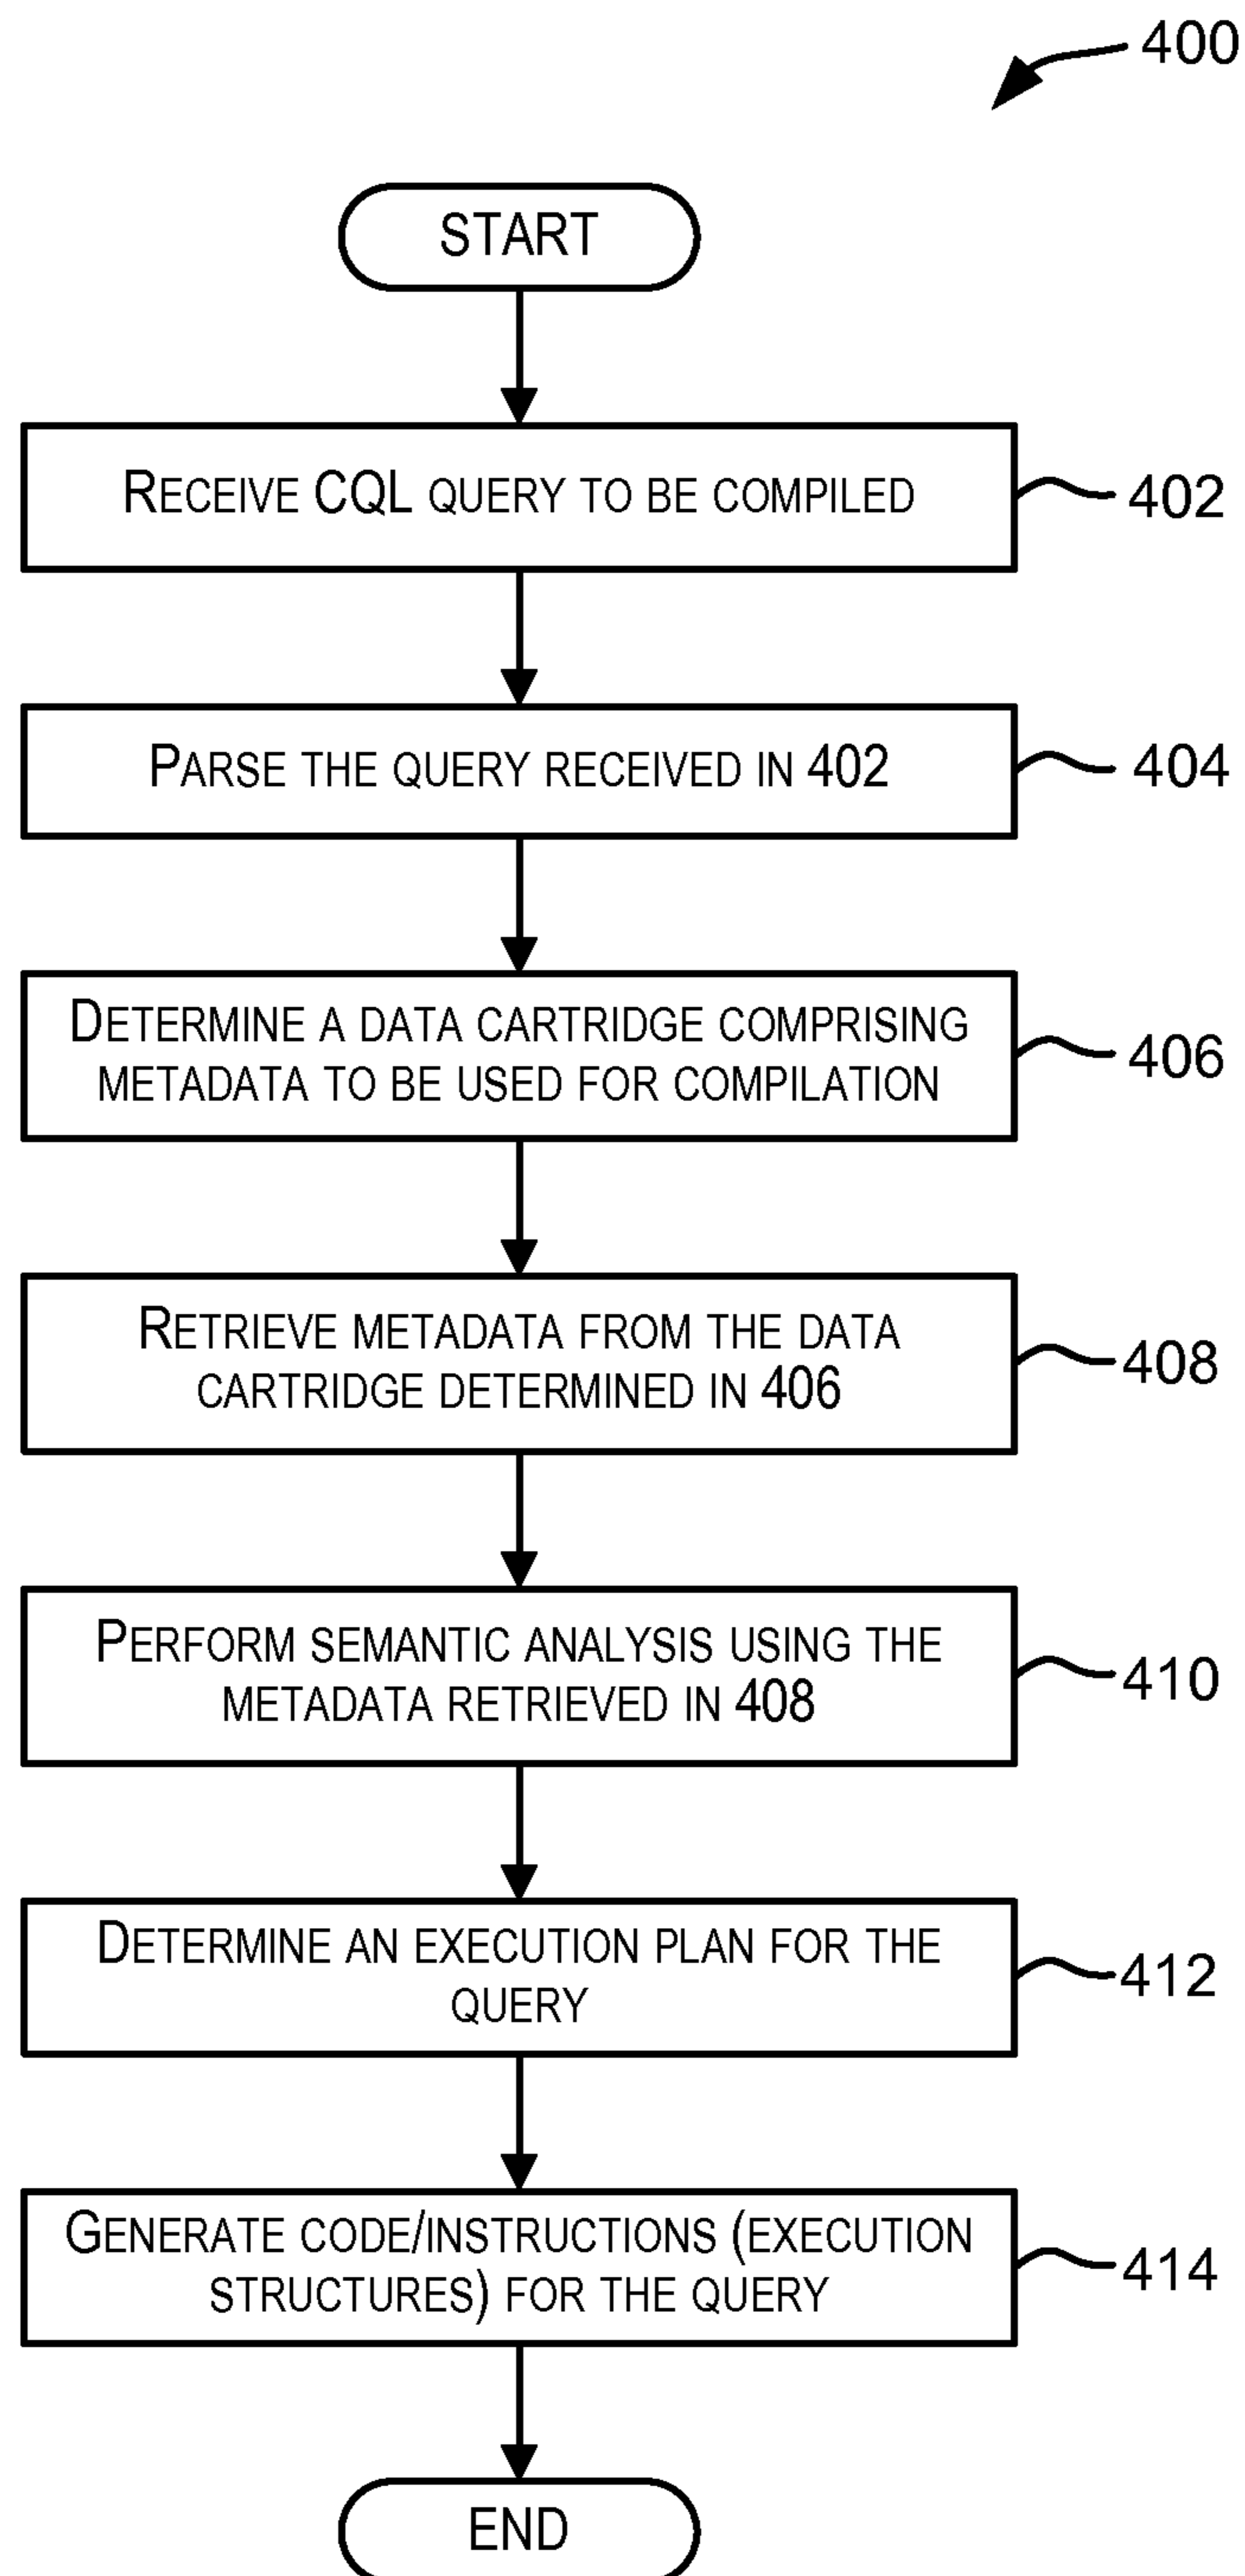 400
START
RECEIVE CQL QUERY TO BE COMPILED
402
PARSE THE QUERY RECEIVED IN 402
404
DETERMINE A DATA CARTRIDGE COMPRISING
METADATA TO BE USED FOR COMPILATION
406
RETRIEVE METADATA FROM THE DATA
CARTRIDGE DETERMINED IN 406
408
PERFORM SEMANTIC ANALYSIS USING THE
METADATA RETRIEVED IN 408
410
DETERMINE AN EXECUTION PLAN FOR THE
QUERY
412
GENERATE CODE/INSTRUCTIONS (EXECUTION
STRUCTURES) FOR THE QUERY
414
END